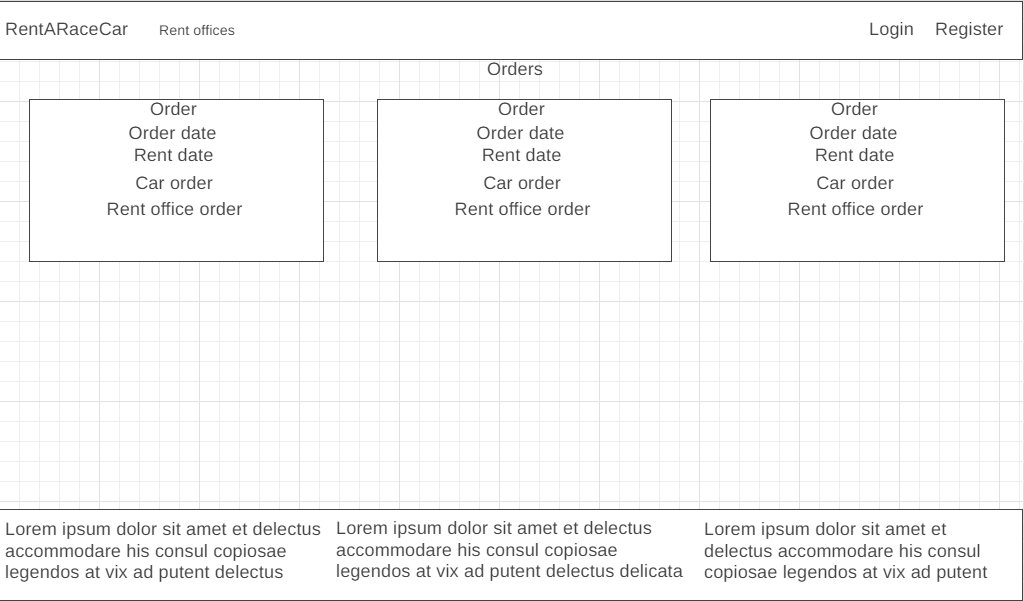 RentARaceCar Rent offices Login Register
Orders
Order
Order date
Rent date
Car order
Rent office order
Order
Order date
Rent date
Car order
Rent office order
Order
Order date
Rent date
Car order
Rent office order
Lorem ipsum dolor sit amet et delectus
accommodare his consul copiosae
legendos at vix ad putent delectus
Lorem ipsum dolor sit amet et delectus
accommodare his consul copiosae
legendos at vix ad putent delectus delicata
Lorem ipsum dolor sit amet et
delectus accommodare his consul
copiosae legendos at vix ad putent